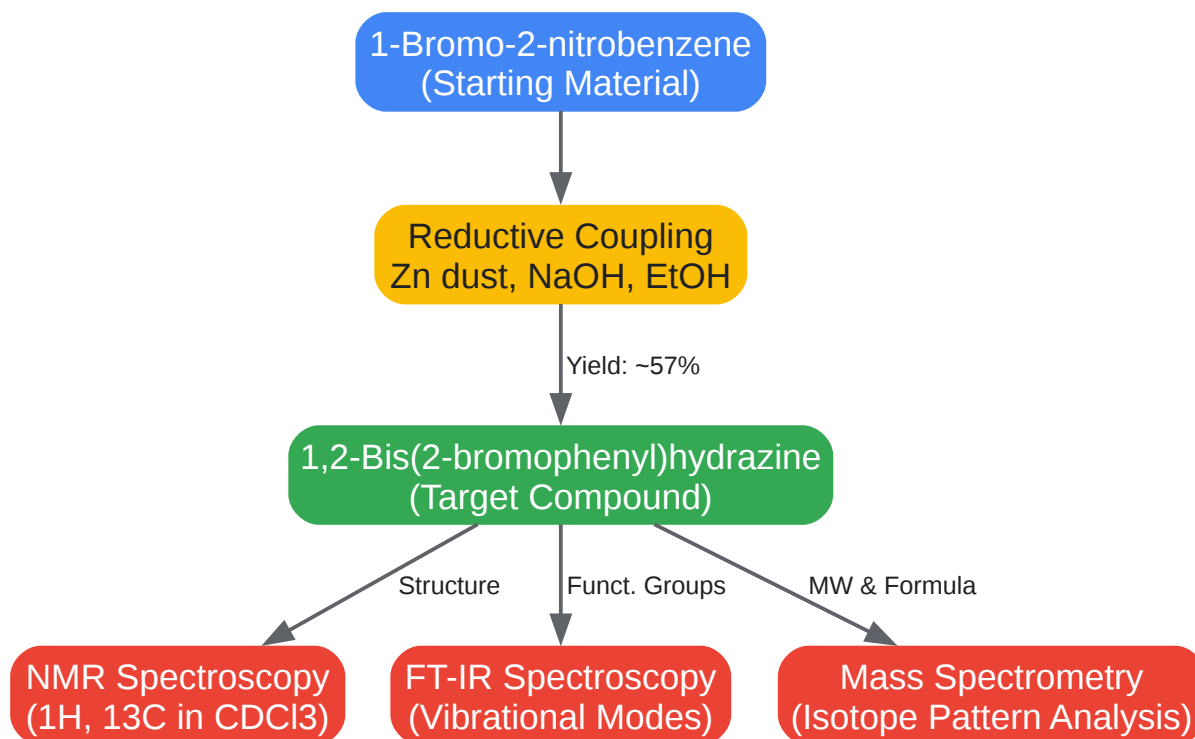 1-Bromo-2-nitrobenzene
(Starting Material)
Reductive Coupling
Zn dust, NaOH, EtOH
Yield: ~57%
1,2-Bis(2-bromophenyl)hydrazine
(Target Compound)
Structure
Funct. Groups
MW & Formula
NMR Spectroscopy
(1H, 13C in CDCl3)
FT-IR Spectroscopy
(Vibrational Modes)
Mass Spectrometry
(Isotope Pattern Analysis)